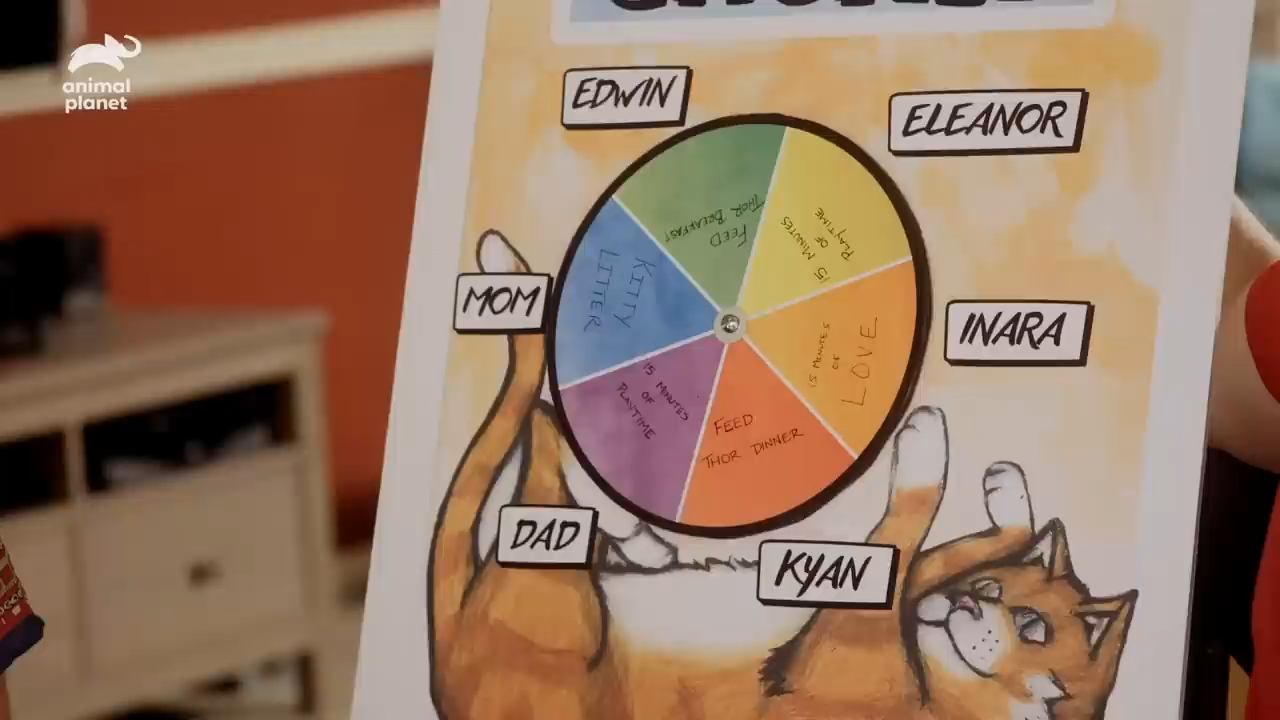 animal
planet
EDWIN
ELEANOR
MOM
INARA
DAD
KYAN
FEED
THOR BREAKFAST
15 MINUTES
OF
PLAYTIME
15 MINUTES
OF
LOVE
FEED
THOR DINNER
15 MINUTES
OF
PLAYTIME
KITTY
LITTER